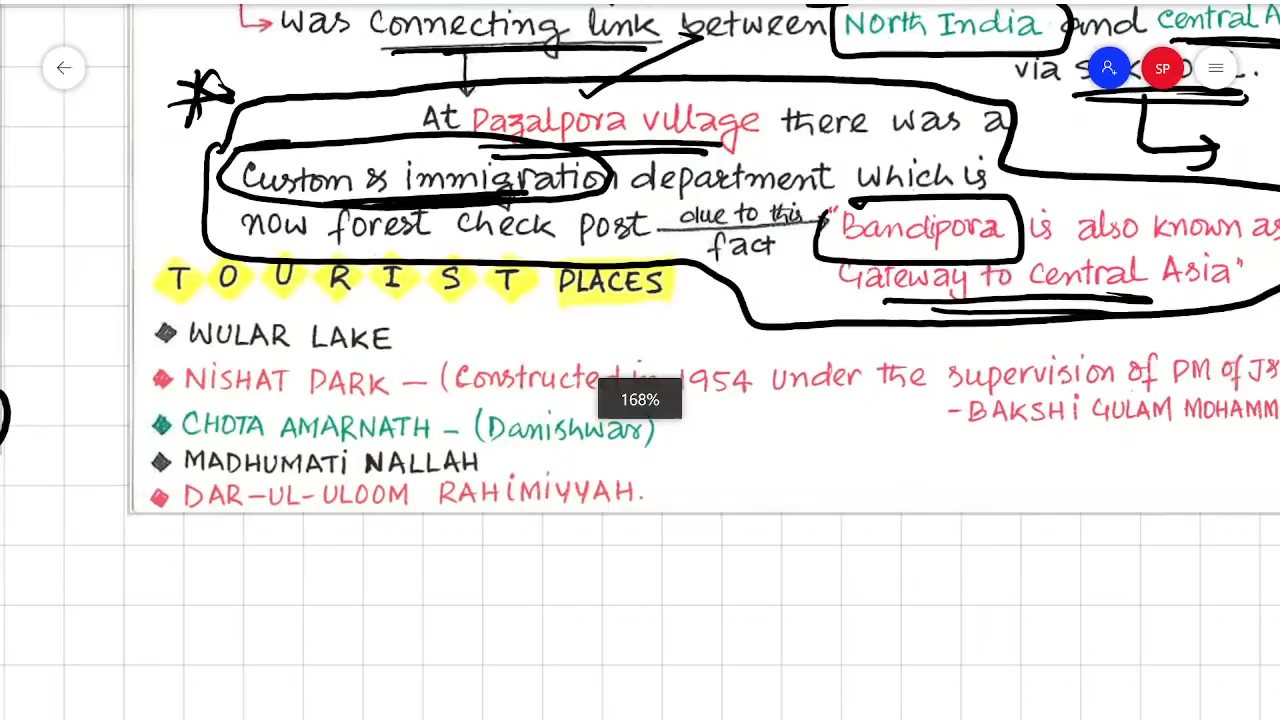 was connecting link between North India and Central A
via
At Pazalpora village there was a
Custom & immigration department which is
now forest check post due to this fact "Bandipora is also known as
Gateway to Central Asia"
TOURIST PLACES
WULAR LAKE
NISHAT PARK - (Constructed in 1954 under the supervision of PM of J&
- BAKSHI GULAM MOHAMM
CHOTA AMARNATH - (Danishwar)
MADHUMATI NALLAH
DAR-UL-ULOOM RAHIMIYYAH.
168%
SP